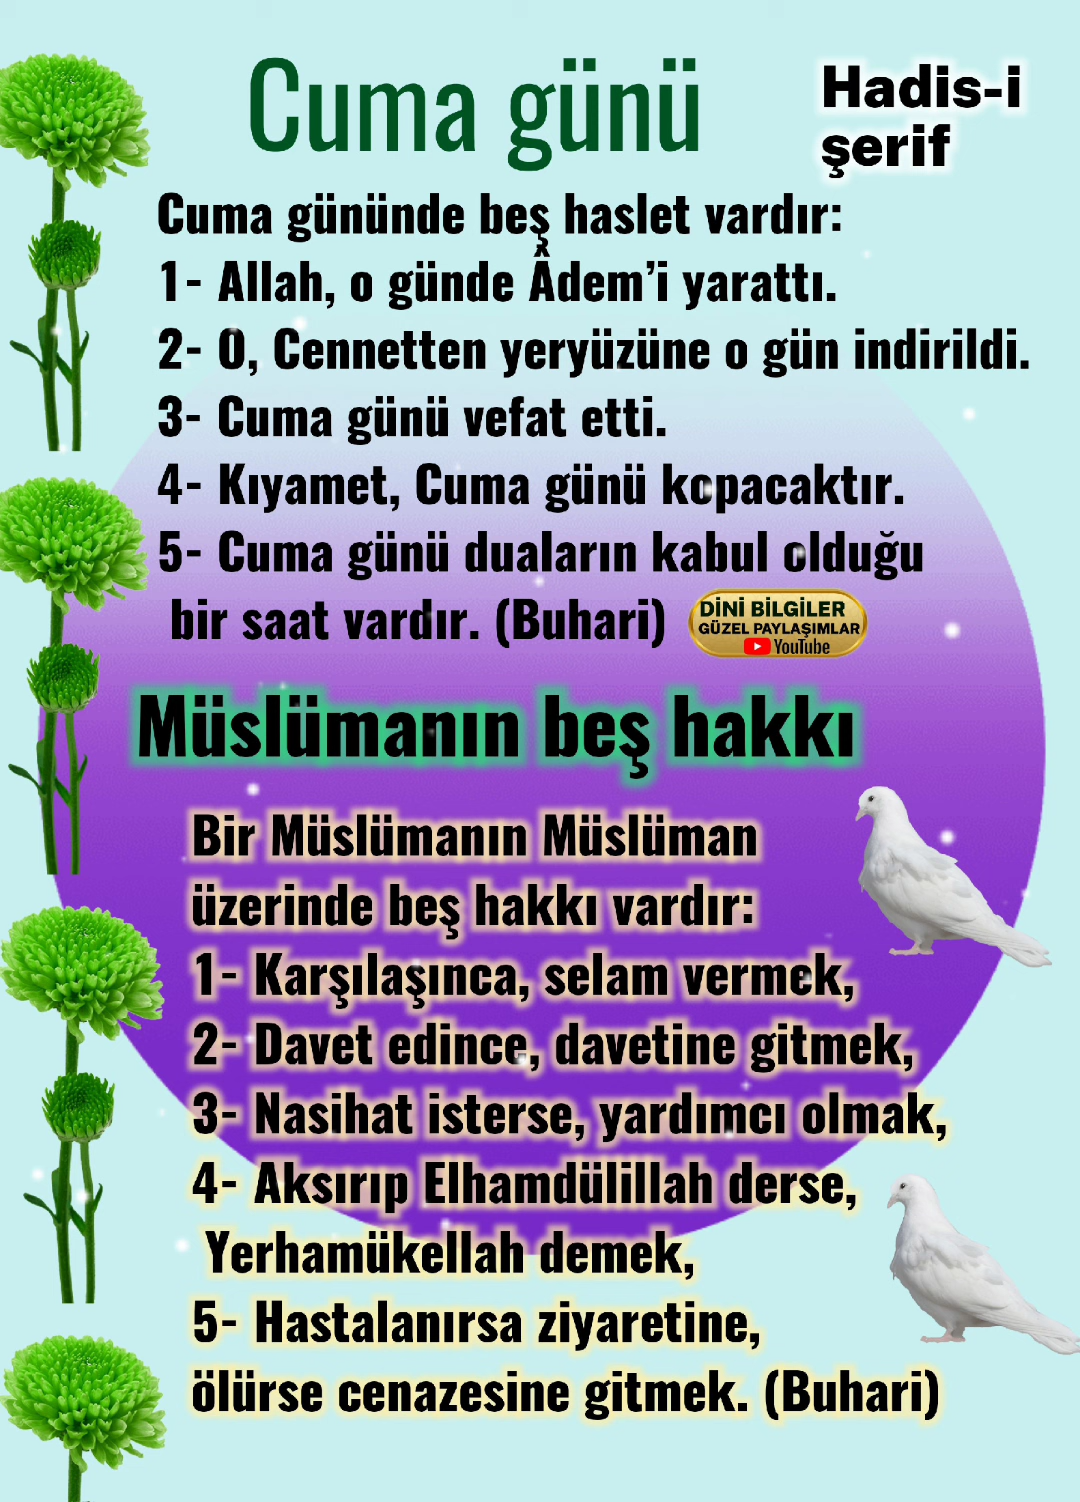 Cuma günü
Hadis-i
şerif
Cuma gününde beş haslet vardır:
1- Allah, o günde Âdem’i yarattı.
2- O, Cennetten yeryüzüne o gün indirildi.
3- Cuma günü vefat etti.
4- Kıyamet, Cuma günü kopacaktır.
5- Cuma günü duaların kabul olduğu
bir saat vardır. (Buhari)
DİNİ BİLGİLER
GÜZEL PAYLAŞIMLAR
YouTube
Müslümanın beş hakkı
Bir Müslümanın Müslüman
üzerinde beş hakkı vardır:
1- Karşılaşınca, selam vermek,
2- Davet edince, davetine gitmek,
3- Nasihat isterse, yardımcı olmak,
4- Aksırıp Elhamdülillah derse,
Yerhamükellah demek,
5- Hastalanırsa ziyaretine,
ölürse cenazesine gitmek. (Buhari)